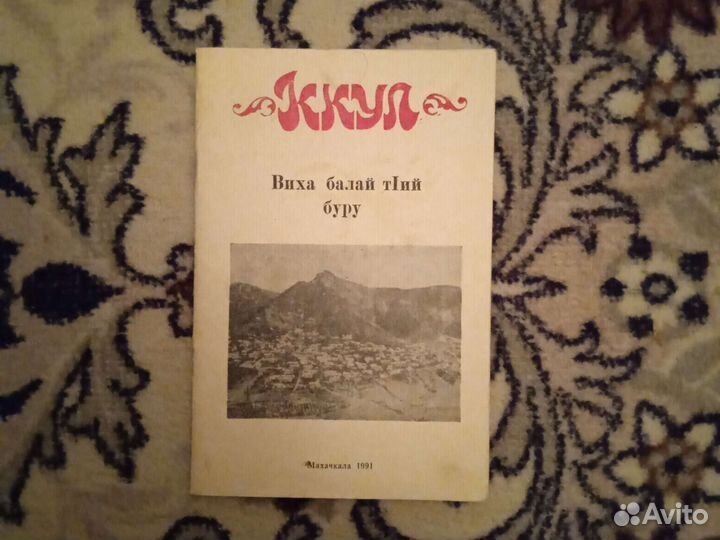 Ккул
Виха балай тIий
буру
Махачкала 1991
Avito